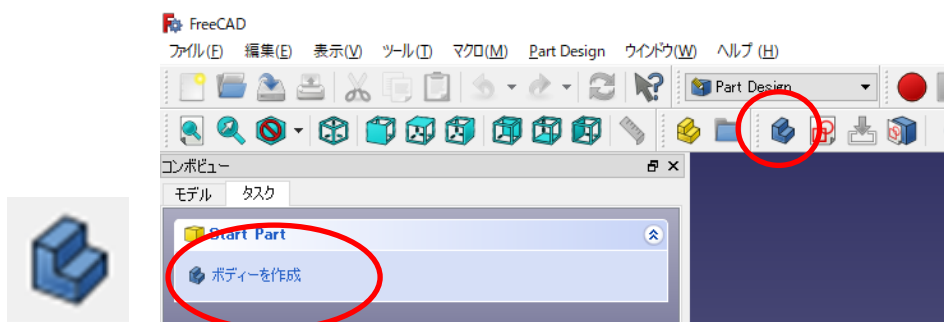 FreeCAD
ファイル(F) 編集(E) 表示(V) ツール(T) マクロ(M) Part Design ウインドウ(W) ヘルプ (H)
Part Design
コンボビュー
モデル タスク
Start Part
ボディーを作成